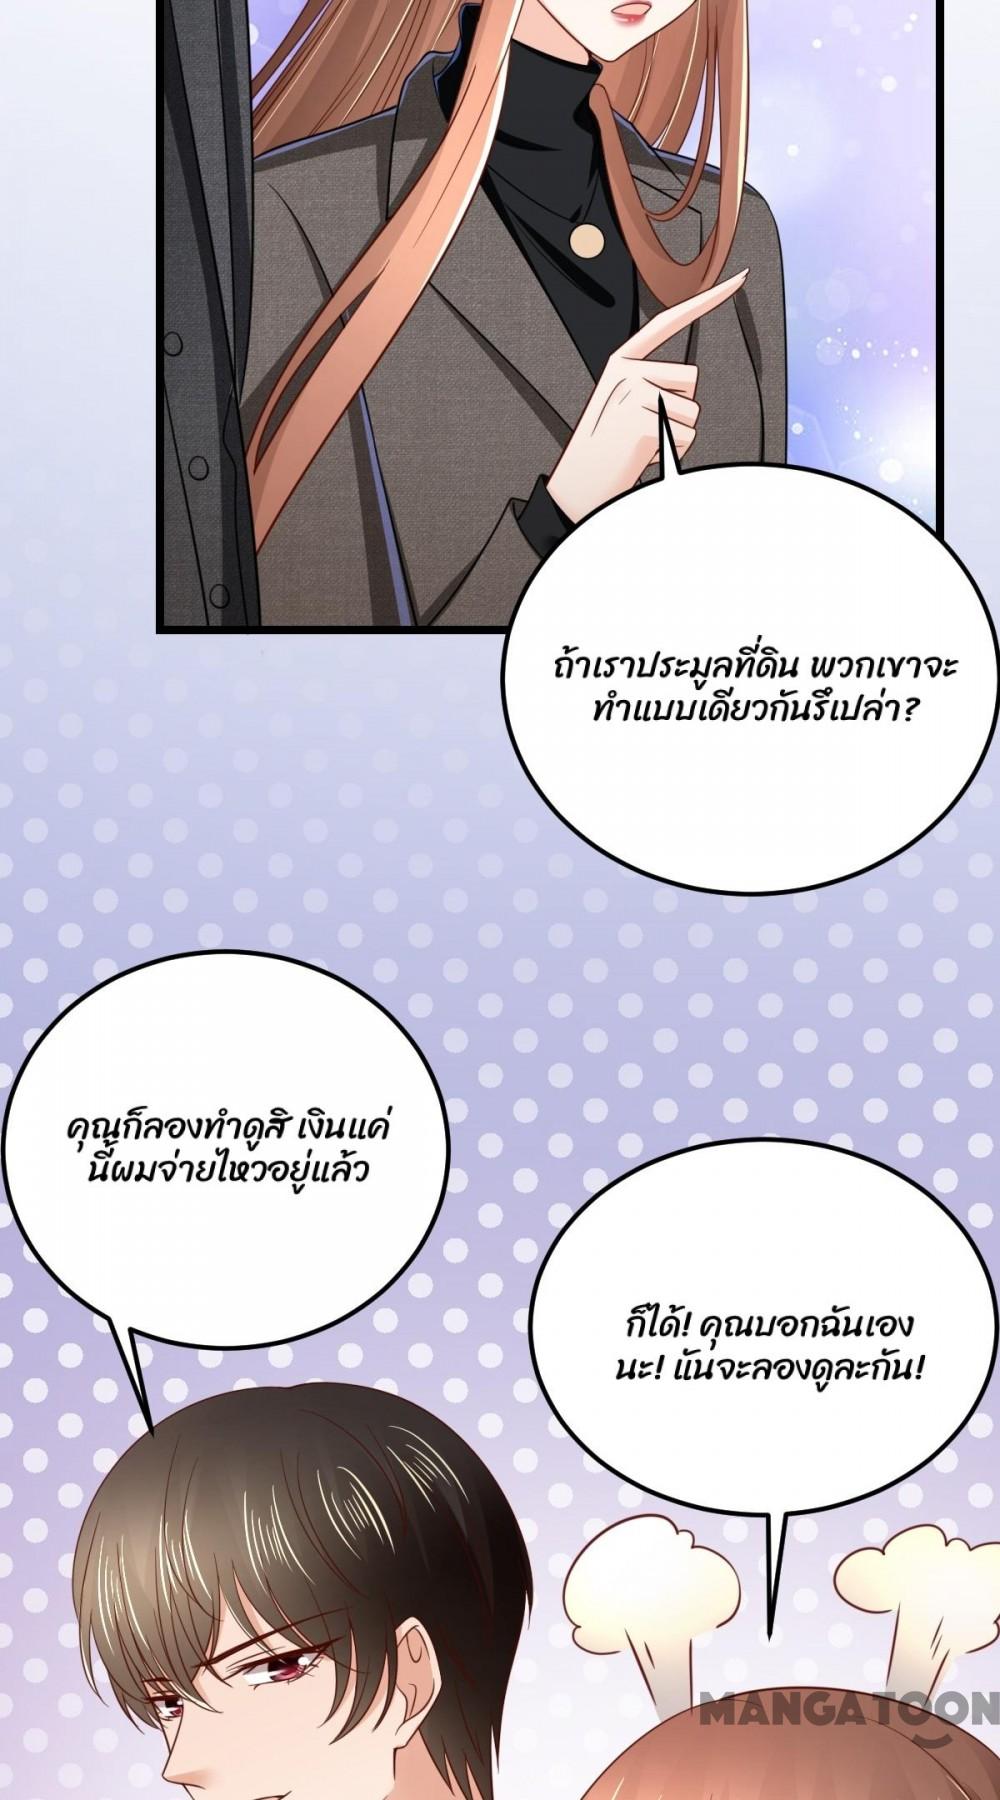 ถ้าเราประมูลที่ดิน พวกเขาจะ
ทำแบบเดียวกันรึเปล่า?
คุณก็ลองทำดูสิ เงินแค่
นี้ผมจ่ายไหวอยู่แล้ว
ก็ได้! คุณบอกฉันเอง
นะ! แันจะลองดูละกัน!
MANGATOON